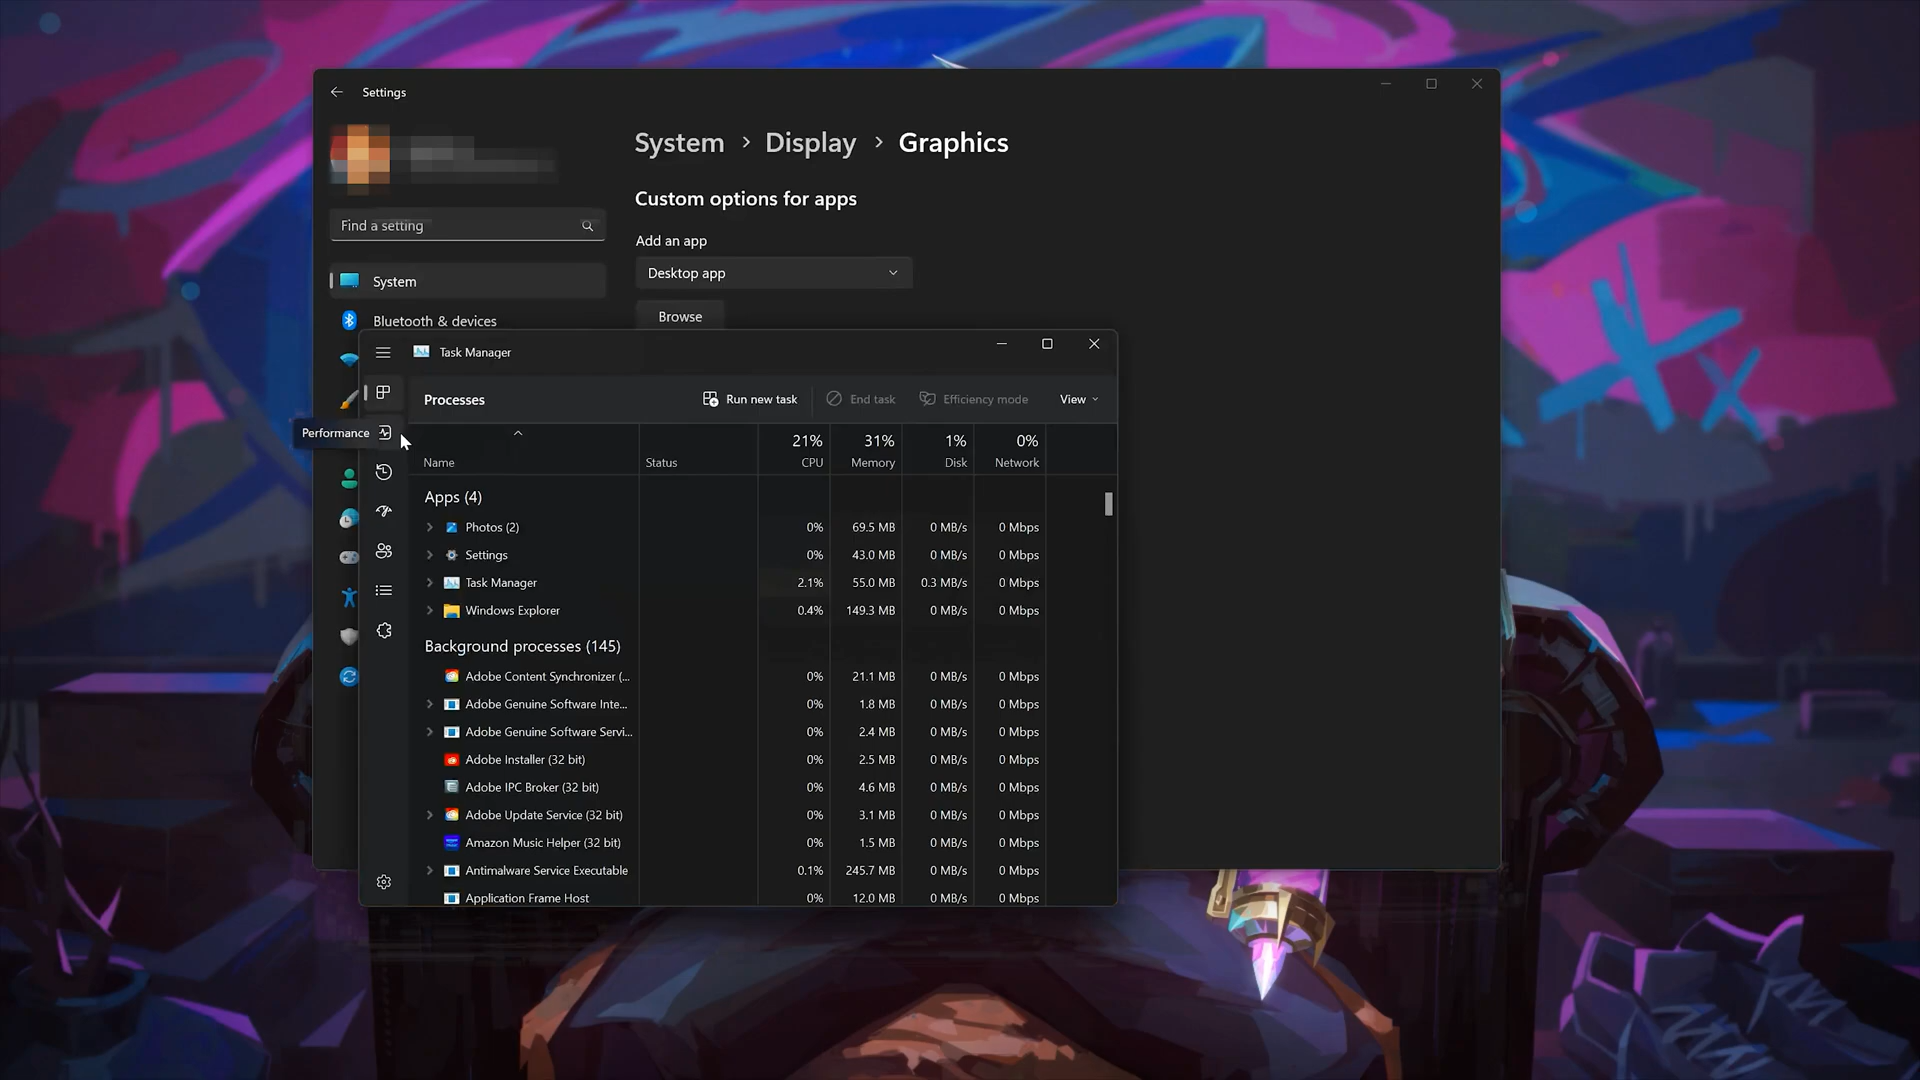 Settings
System > Display > Graphics
Custom options for apps
Find a setting
Add an app
Desktop app
System
Browse
Bluetooth & devices
Task Manager
Processes
Run new task
End task
Efficiency mode
View
Performance
21% 31% 1% 0%
Name Status CPU Memory Disk Network
Apps (4)
Photos (2) 0% 69.5 MB 0 MB/s 0 Mbps
Settings 0% 43.0 MB 0 MB/s 0 Mbps
Task Manager 2.1% 55.0 MB 0.3 MB/s 0 Mbps
Windows Explorer 0.4% 149.3 MB 0 MB/s 0 Mbps
Background processes (145)
Adobe Content Synchronizer (... 0% 21.1 MB 0 MB/s 0 Mbps
Adobe Genuine Software Inte... 0% 1.8 MB 0 MB/s 0 Mbps
Adobe Genuine Software Servi... 0% 2.4 MB 0 MB/s 0 Mbps
Adobe Installer (32 bit) 0% 2.5 MB 0 MB/s 0 Mbps
Adobe IPC Broker (32 bit) 0% 4.6 MB 0 MB/s 0 Mbps
Adobe Update Service (32 bit) 0% 3.1 MB 0 MB/s 0 Mbps
Amazon Music Helper (32 bit) 0% 1.5 MB 0 MB/s 0 Mbps
Antimalware Service Executable 0.1% 245.7 MB 0 MB/s 0 Mbps
Application Frame Host 0% 12.0 MB 0 MB/s 0 Mbps